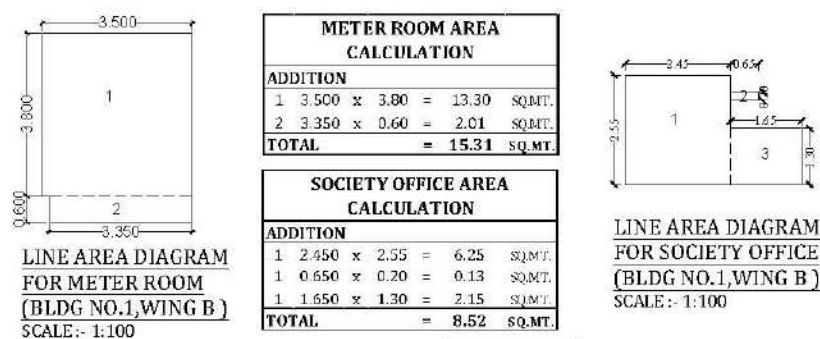 3.500
1
3.800
0.600
2
3.350
LINE AREA DIAGRAM
FOR METER ROOM
(BLDG NO.1,WING B )
SCALE:- 1:100
METER ROOM AREA
CALCULATION
ADDITION
1 3.500 x 3.80 = 13.30 SQ.MT.
2 3.350 x 0.60 = 2.01 SQ.MT.
TOTAL = 15.31 SQ.MT.
SOCIETY OFFICE AREA
CALCULATION
ADDITION
1 2.450 x 2.55 = 6.25 SQ.MT.
1 0.650 x 0.20 = 0.13 SQ.MT.
1 1.650 x 1.30 = 2.15 SQ.MT.
TOTAL = 8.52 SQ.MT.
2.45 0.65
2
1.65
1
2.55
3
1.30
LINE AREA DIAGRAM
FOR SOCIETY OFFICE
(BLDG NO.1,WING B )
SCALE:- 1:100